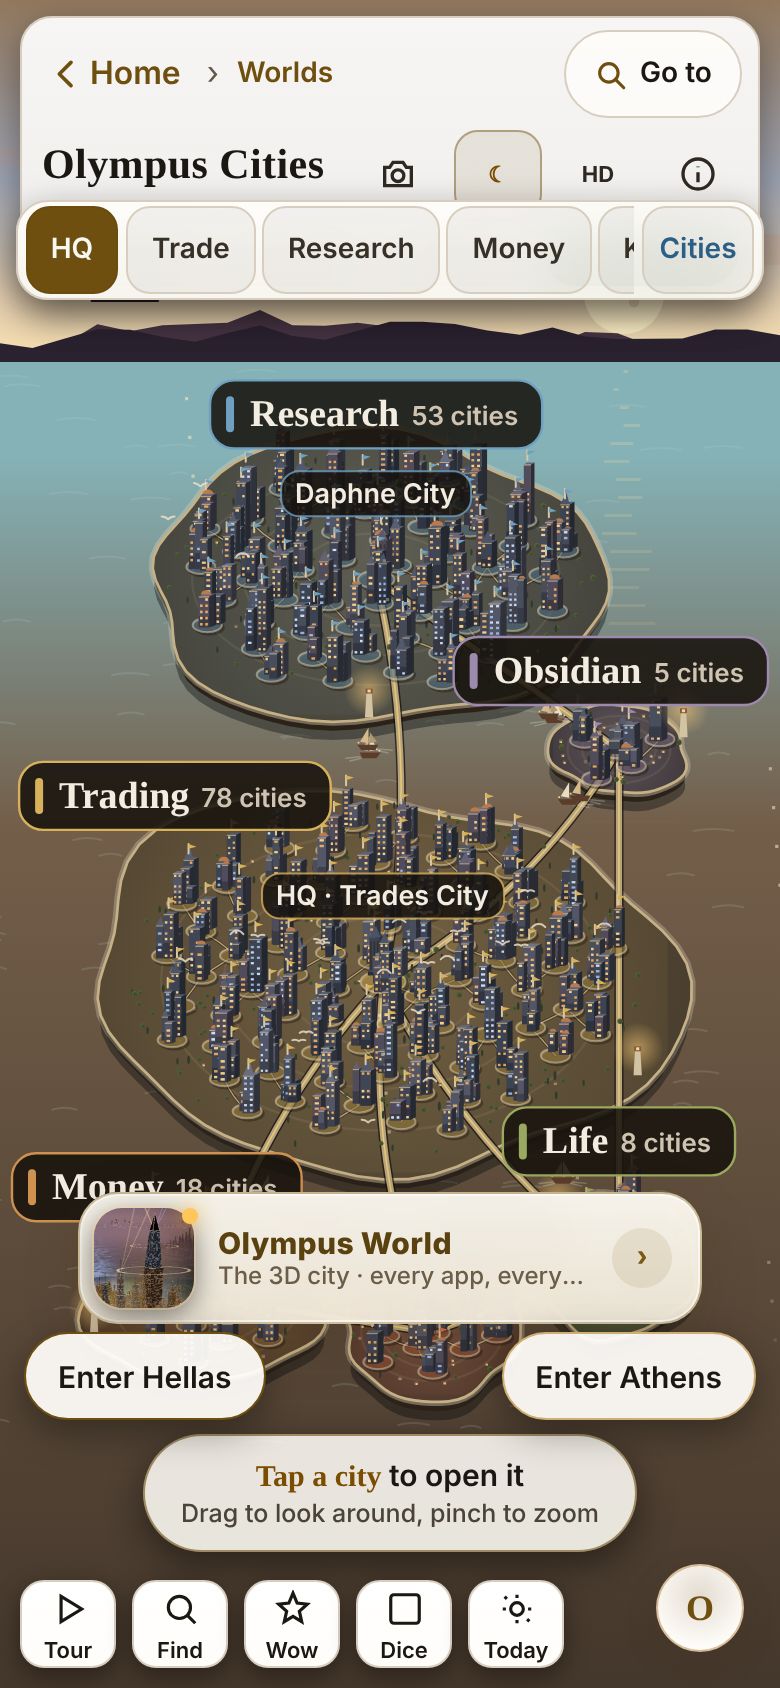 Home › Worlds
Go to
Olympus Cities
HD
HQ
Trade
Research
Money
Cities
Research 53 cities
Daphne City
Obsidian 5 cities
Trading 78 cities
HQ · Trades City
Life 8 cities
Money 18 cities
Olympus World
The 3D city · every app, every…
›
Enter Hellas
Enter Athens
Tap a city to open it
Drag to look around, pinch to zoom
O
Tour
Find
Wow
Dice
Today